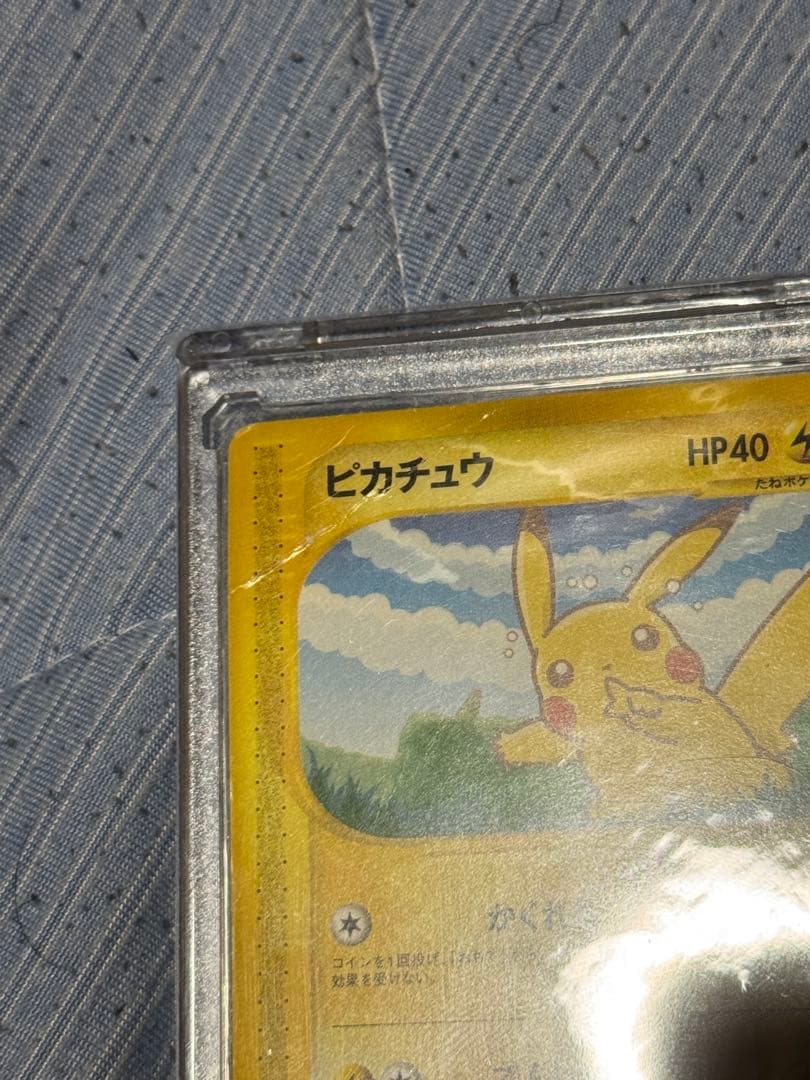 ピカチュウ
HP40
たねポケ
かくれ
コインを1回投げ
効果を受けない。